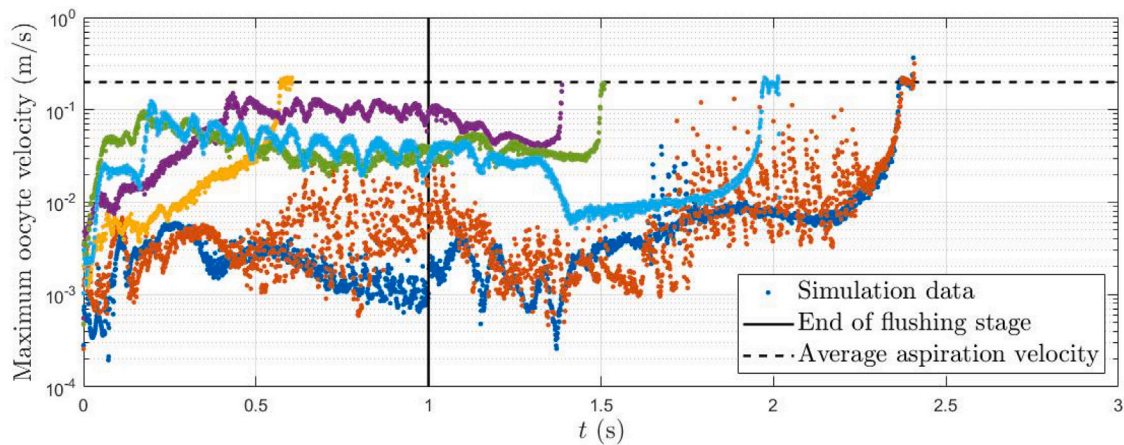 Maximum oocyte velocity (m/s)
10^0
10^-1
10^-2
10^-3
10^-4
0 0.5 1 1.5 2 2.5 3
t (s)
Simulation data
End of flushing stage
Average aspiration velocity